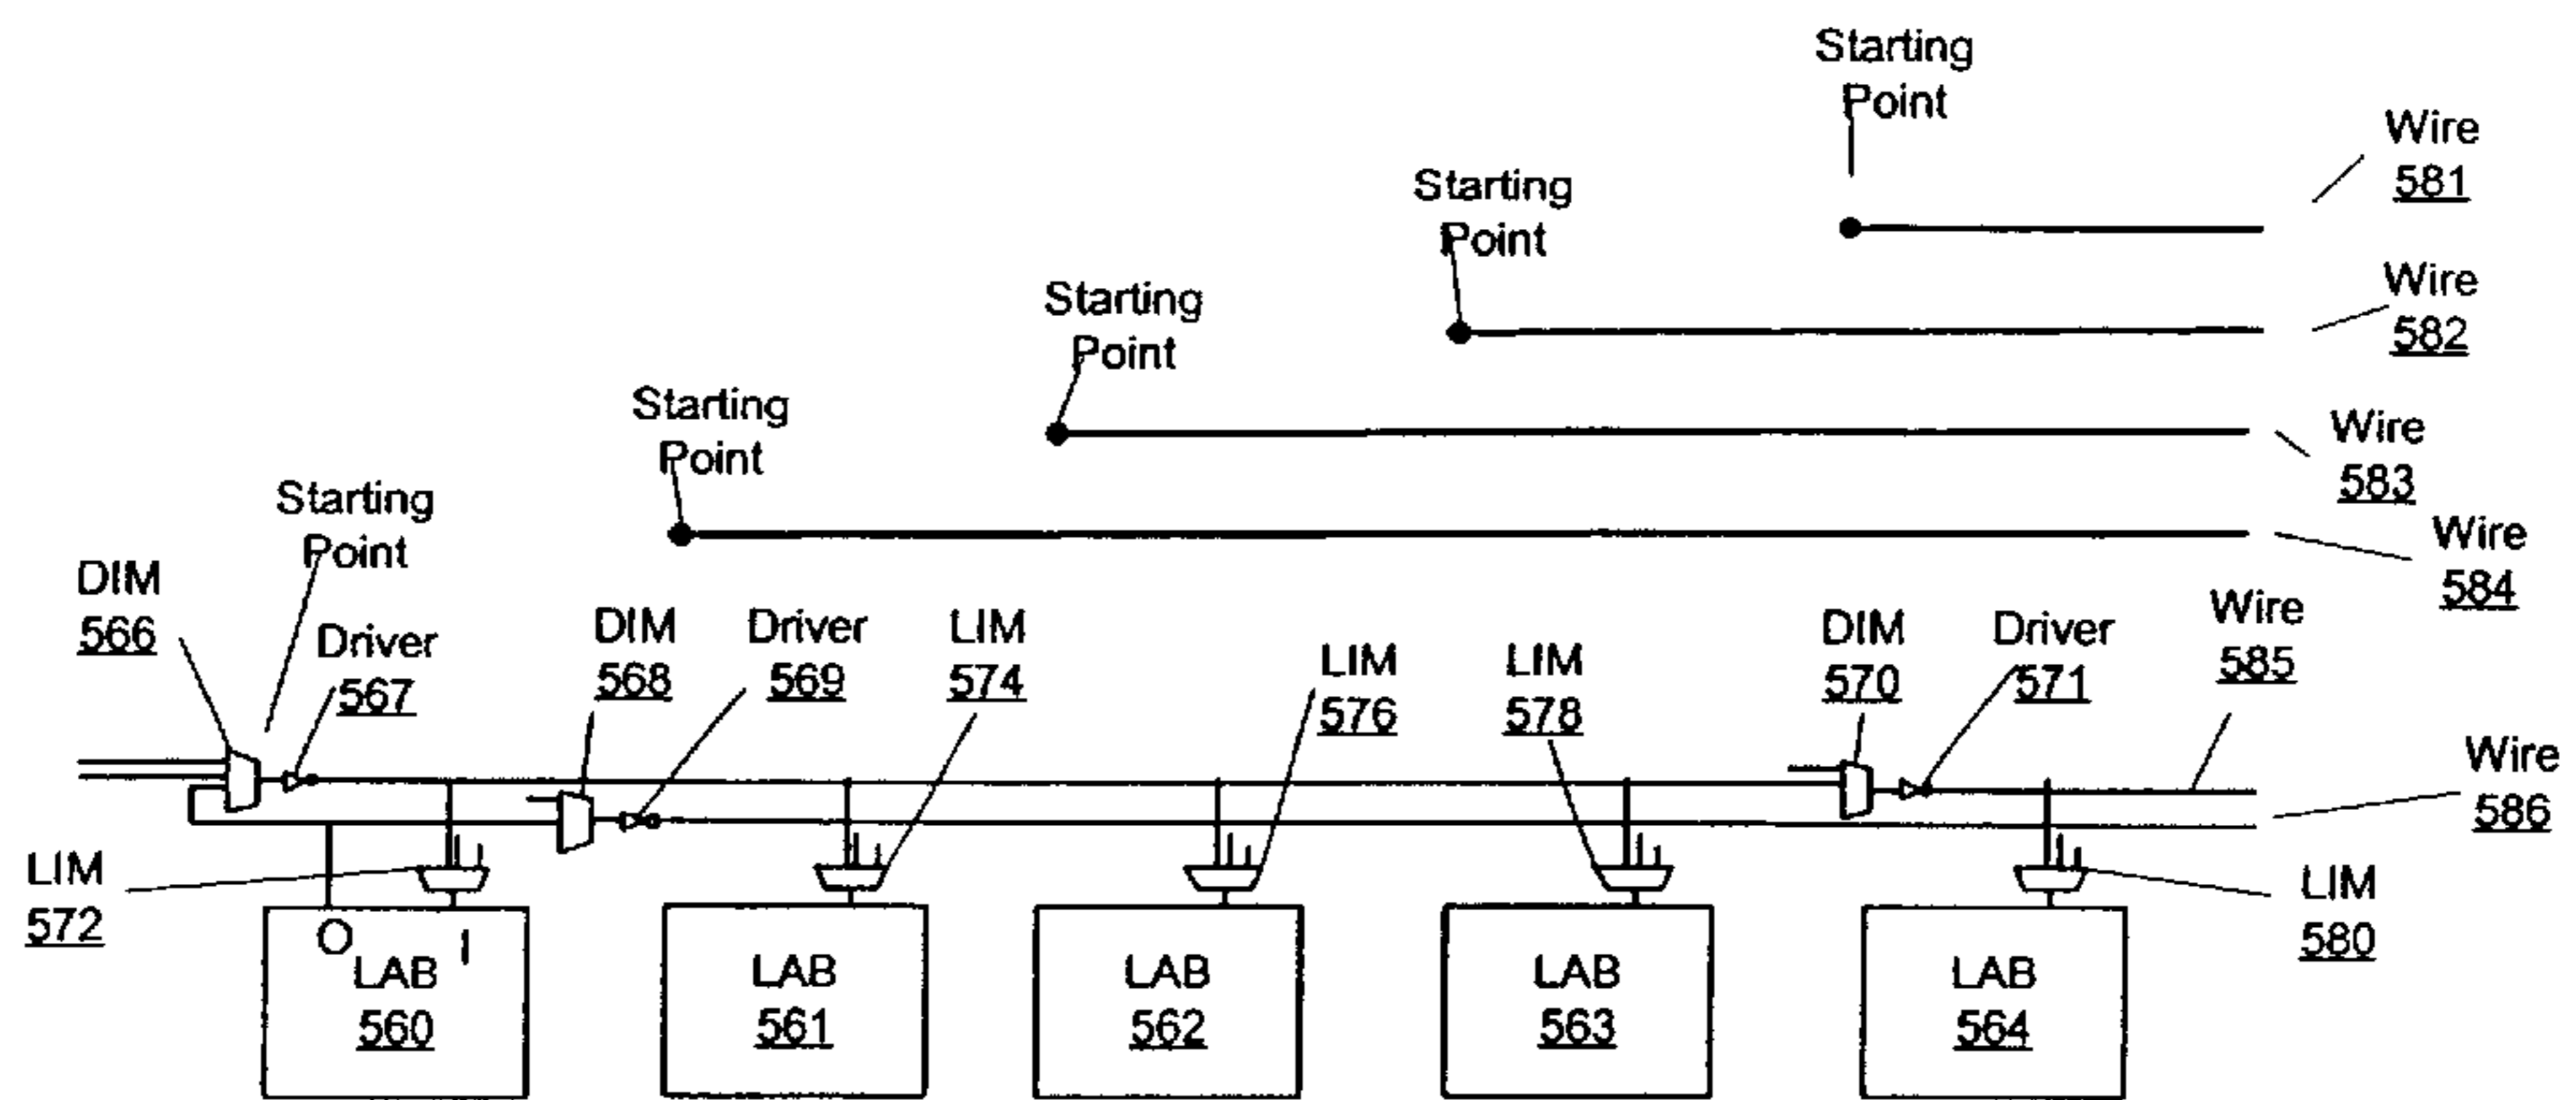 Starting
Point
Wire
581
Starting
Point
Wire
582
Starting
Point
Wire
583
Starting
Point
Wire
584
Starting
Point
DIM
566
Driver
567
DIM
568
Driver
569
LIM
574
LIM
576
LIM
578
DIM
570
Driver
571
Wire
585
Wire
586
LIM
572
LIM
580
O
I
LAB
560
LAB
561
LAB
562
LAB
563
LAB
564